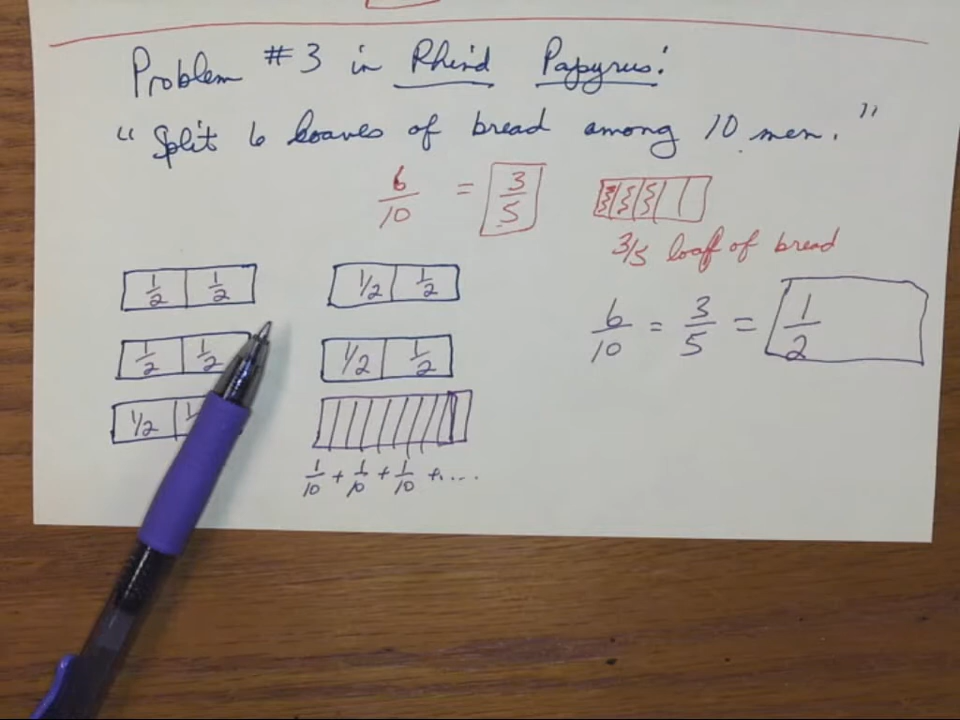 Problem #3 in Rhind Papyrus:
“Split 6 loaves of bread among 10 men.”
6/10 = 3/5
3/5 loaf of bread
1/2 1/2 1/2 1/2
6/10 = 3/5 = 1/2
1/2 1/2 1/2 1/2
1/2
1/10 + 1/10 + 1/10 + ....